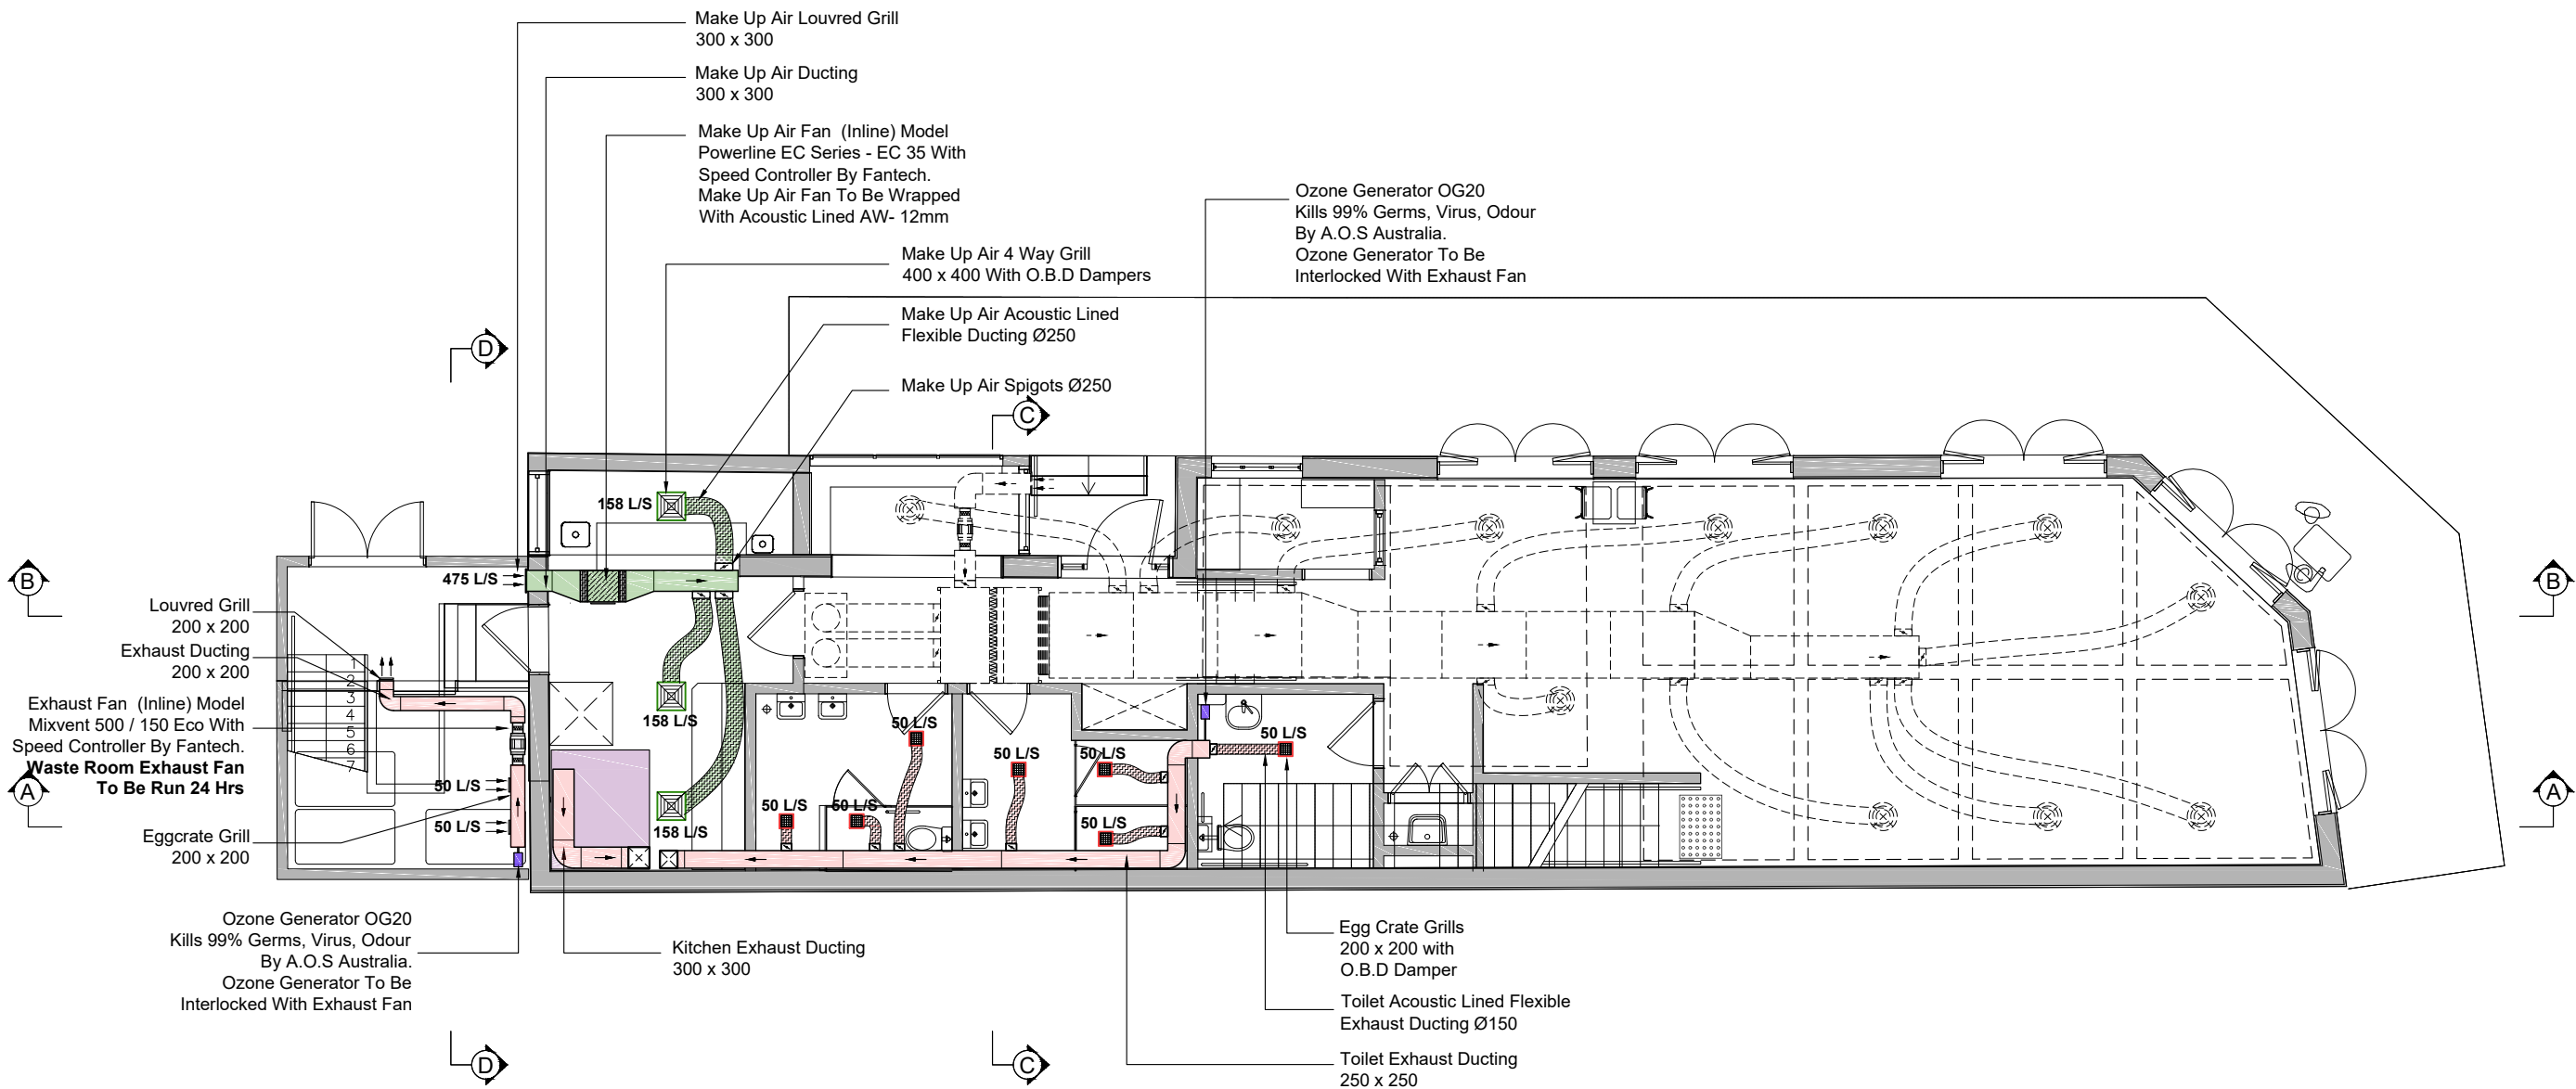 Make Up Air Louvred Grill
300 x 300
Make Up Air Ducting
300 x 300
Make Up Air Fan (Inline) Model
Powerline EC Series - EC 35 With
Speed Controller By Fantech.
Make Up Air Fan To Be Wrapped
With Acoustic Lined AW- 12mm
Ozone Generator OG20
Kills 99% Germs, Virus, Odour
By A.O.S Australia.
Ozone Generator To Be
Interlocked With Exhaust Fan
Make Up Air 4 Way Grill
400 x 400 With O.B.D Dampers
Make Up Air Acoustic Lined
Flexible Ducting Ø250
Make Up Air Spigots Ø250
D
C
158 L/S
B
475 L/S
B
Louvred Grill
200 x 200
Exhaust Ducting
200 x 200
Exhaust Fan (Inline) Model
Mixvent 500 / 150 Eco With
Speed Controller By Fantech.
Waste Room Exhaust Fan
To Be Run 24 Hrs
1
2
3
4
5
6
7
158 L/S
50 L/S
50 L/S
50 L/S
50 L/S
A
50 L/S
A
50 L/S
50 L/S
50 L/S
158 L/S
50 L/S
Eggcrate Grill
200 x 200
Ozone Generator OG20
Kills 99% Germs, Virus, Odour
By A.O.S Australia.
Ozone Generator To Be
Interlocked With Exhaust Fan
Kitchen Exhaust Ducting
300 x 300
Egg Crate Grills
200 x 200 with
O.B.D Damper
Toilet Acoustic Lined Flexible
Exhaust Ducting Ø150
Toilet Exhaust Ducting
250 x 250
D
C